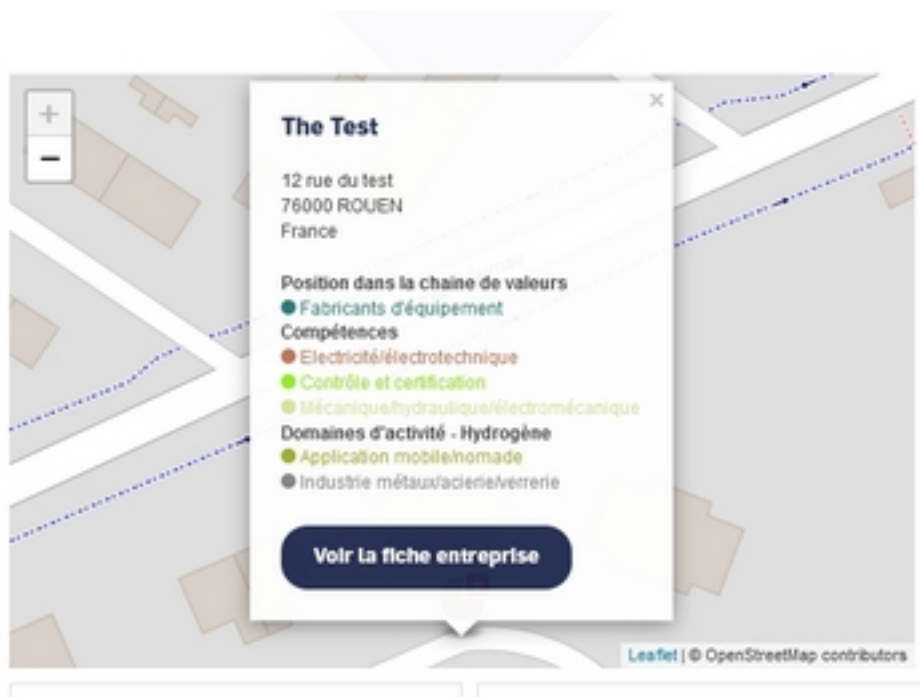 +
−
×
The Test
12 rue du test
76000 ROUEN
France
Position dans la chaine de valeurs
Fabricants d'équipement
Compétences
Electricité/électrotechnique
Contrôle et certification
Mécanique/hydraulique/électromécanique
Domaines d'activité - Hydrogène
Application mobile/nomade
Industrie métaux/acierie/verrerie
Voir la fiche entreprise
Leaflet | © OpenStreetMap contributors